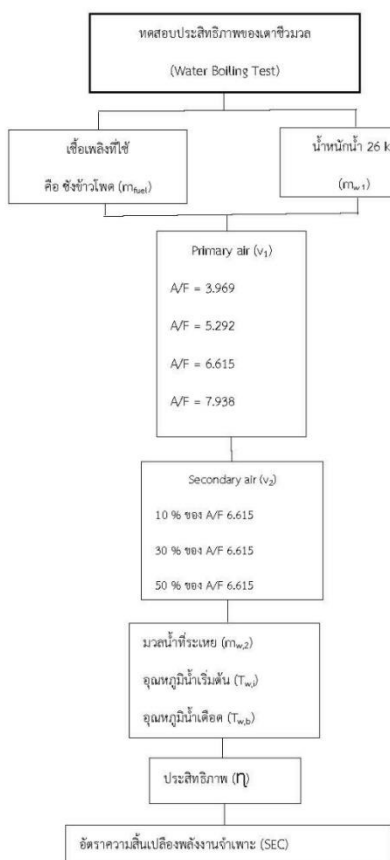 ทดสอบประสิทธิภาพของเตาชีวมวล
(Water Boiling Test)
เชื้อเพลิงที่ใช้
คือ ซังข้าวโพด (mfuel)
น้ำหนักน้ำ 26 k
(mw1)
Primary air (v1)
A/F = 3.969
A/F = 5.292
A/F = 6.615
A/F = 7.938
Secondary air (v2)
10 % ของ A/F 6.615
30 % ของ A/F 6.615
50 % ของ A/F 6.615
มวลน้ำที่ระเหย (mw,2)
อุณหภูมิน้ำเริ่มต้น (Tw,i)
อุณหภูมิน้ำเดือด (Tw,b)
ประสิทธิภาพ (η)
อัตราความสิ้นเปลืองพลังงานจำเพาะ (SEC)